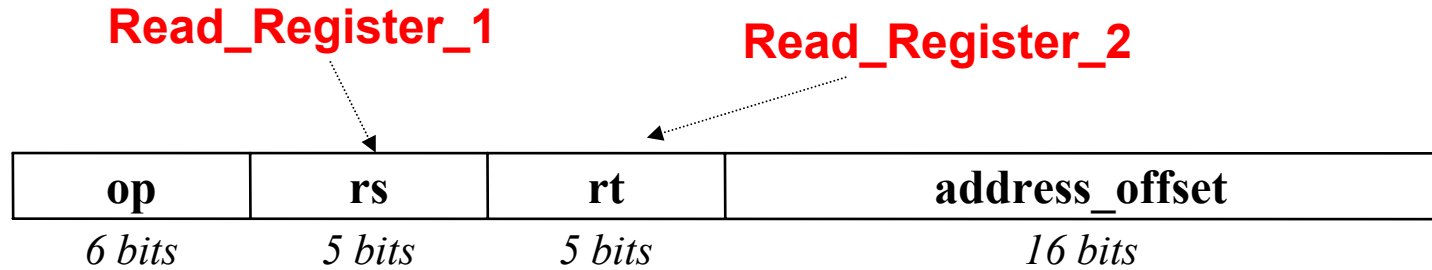 Read_Register_1
Read_Register_2
op rs rt address_offset
6 bits 5 bits 5 bits 16 bits